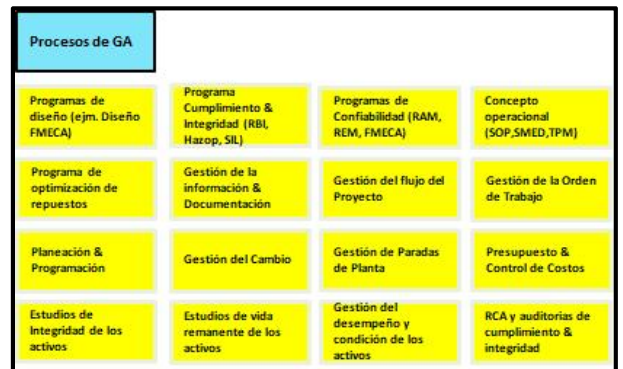 Procesos de GA
Programas de
diseño (ejm. Diseño
FMECA)
Programa
Cumplimiento &
Integridad (RBI,
Hazop, SIL)
Programas de
Confiabilidad (RAM,
REM, FMECA)
Concepto
operacional
(SOP,SMED,TPM)
Programa de
optimización de
repuestos
Gestión de la
información &
Documentación
Gestión del flujo del
Proyecto
Gestión de la Orden
de Trabajo
Planeación &
Programación
Gestión del Cambio
Gestión de Paradas
de Planta
Presupuesto &
Control de Costos
Estudios de
Integridad de los
activos
Estudios de vida
remanente de los
activos
Gestión del
desempeño y
condición de los
activos
RCA y auditorias de
cumplimiento &
integridad